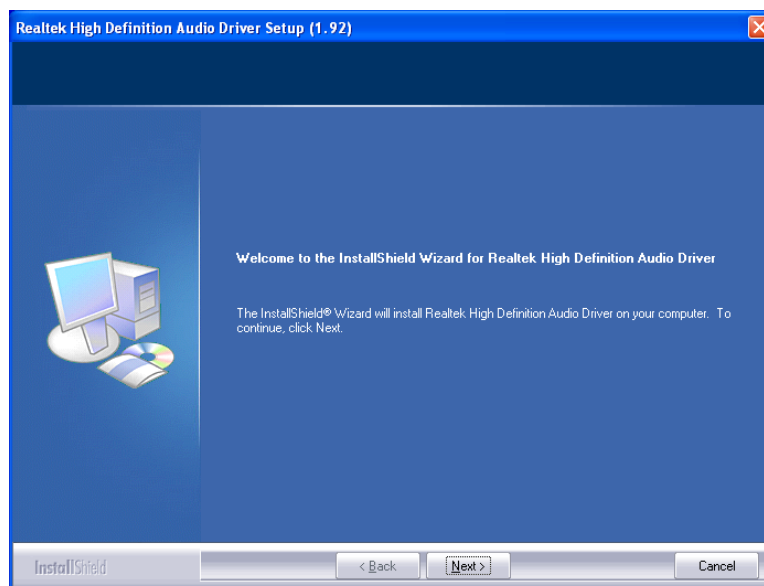 Realtek High Definition Audio Driver Setup (1.92)
Welcome to the InstallShield Wizard for Realtek High Definition Audio Driver
The InstallShield® Wizard will install Realtek High Definition Audio Driver on your computer. To
continue, click Next.
InstallShield
< Back
Next >
Cancel